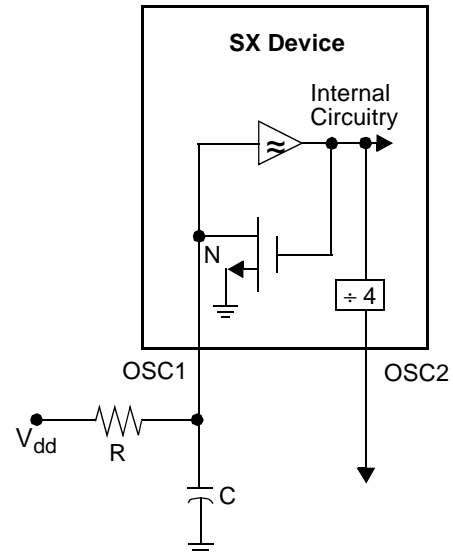 SX Device
Internal
Circuitry
≈
N
÷ 4
OSC1
OSC2
Vdd
R
C